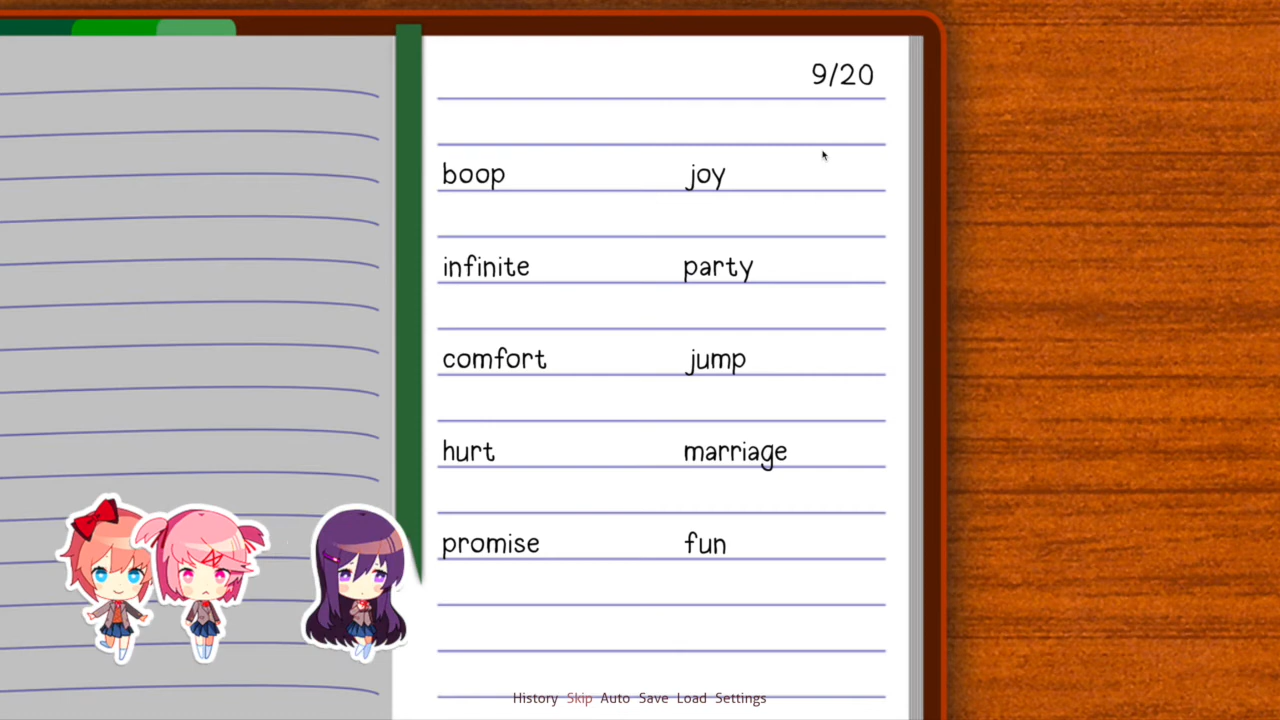 9/20
boop joy
infinite party
comfort jump
hurt marriage
promise fun
History Skip Auto Save Load Settings